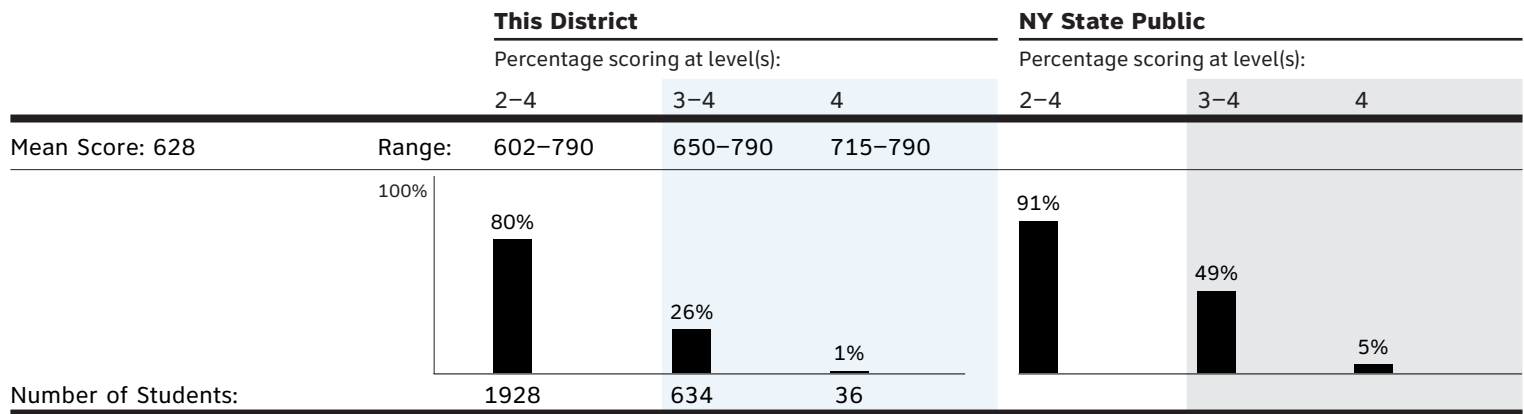 This District NY State Public
Percentage scoring at level(s): Percentage scoring at level(s):
2–4 3–4 4 2–4 3–4 4
Mean Score: 628 Range: 602–790 650–790 715–790
100%
80% 26% 1% 91% 49% 5%
Number of Students: 1928 634 36